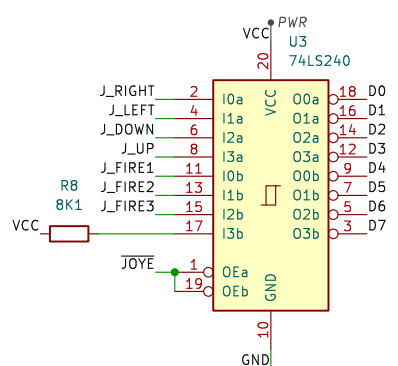 PWR
VCC
U3
74LS240
20
VCC
J_RIGHT 2 I0a O0a 18 D0
J_LEFT 4 I1a O1a 16 D1
J_DOWN 6 I2a O2a 14 D2
J_UP 8 I3a O3a 12 D3
J_FIRE1 11 I0b O0b 9 D4
J_FIRE2 13 I1b O1b 7 D5
J_FIRE3 15 I2b O2b 5 D6
R8
8K1
VCC 17 I3b O3b 3 D7
JOYE 1 OEa
19 OEb
GND
10
GND